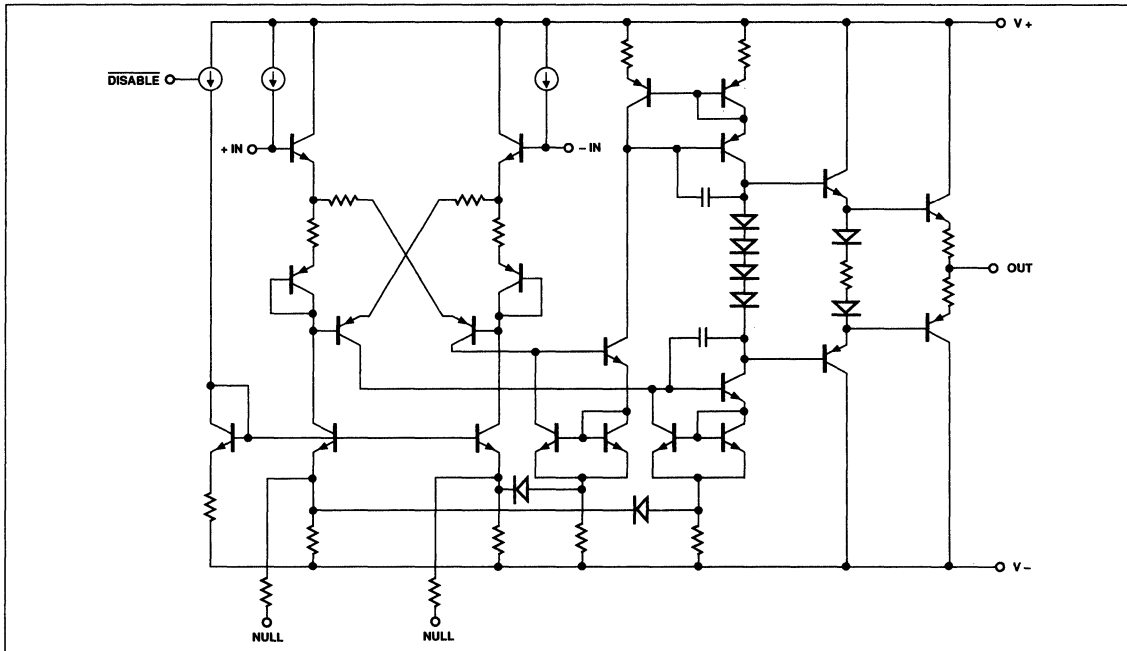 V+
DISABLE
+ IN
– IN
OUT
V–
NULL
NULL